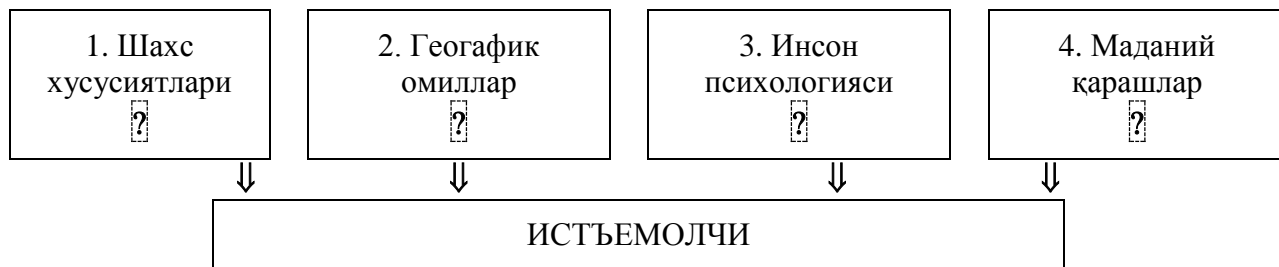 1. Шахс
хусусиятлари
?
2. Геогафик
омиллар
?
3. Инсон
психологияси
?
4. Маданий
қарашлар
?
⇓ ⇓ ⇓ ⇓
ИСТЪЕМОЛЧИ